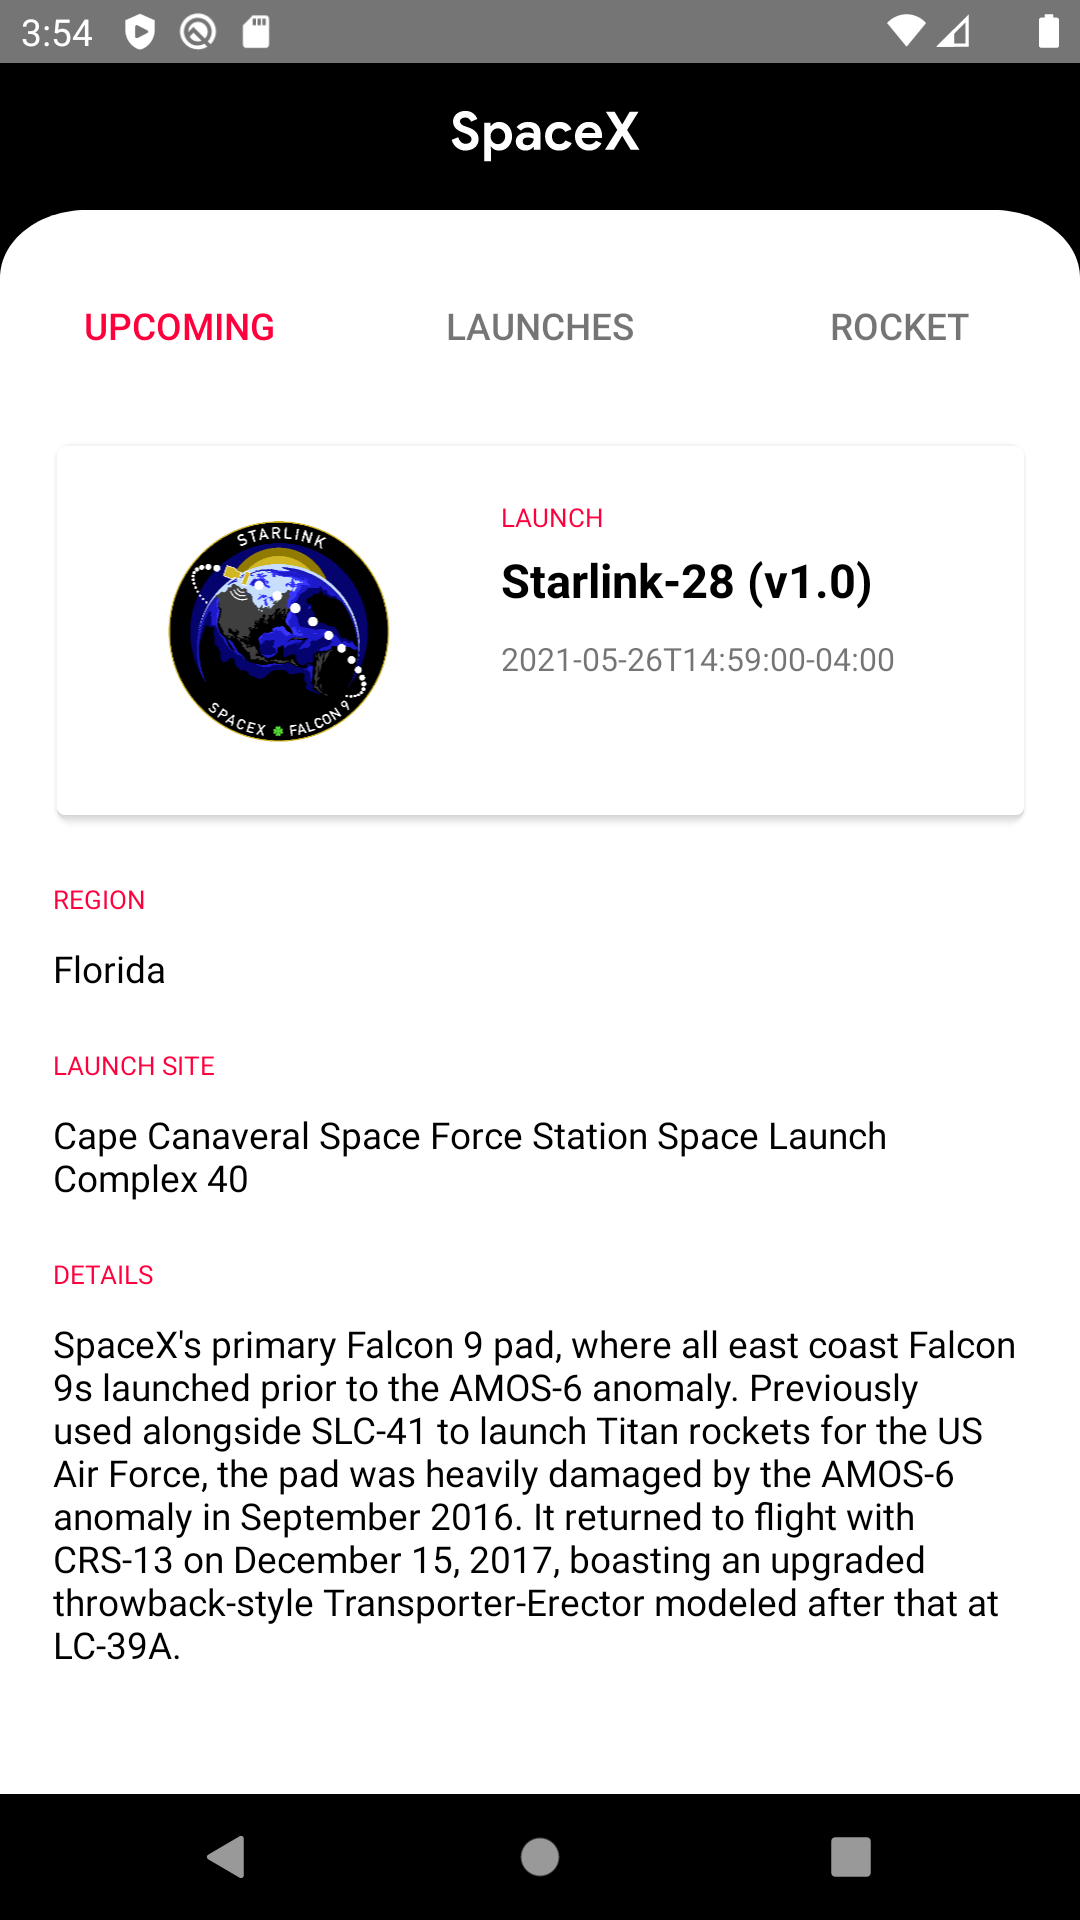 3:54
SpaceX
UPCOMING
LAUNCHES
ROCKET
STARLINK
SPACEX FALCON 9
LAUNCH
Starlink-28 (v1.0)
2021-05-26T14:59:00-04:00
REGION
Florida
LAUNCH SITE
Cape Canaveral Space Force Station Space Launch
Complex 40
DETAILS
SpaceX's primary Falcon 9 pad, where all east coast Falcon
9s launched prior to the AMOS-6 anomaly. Previously
used alongside SLC-41 to launch Titan rockets for the US
Air Force, the pad was heavily damaged by the AMOS-6
anomaly in September 2016. It returned to flight with
CRS-13 on December 15, 2017, boasting an upgraded
throwback-style Transporter-Erector modeled after that at
LC-39A.